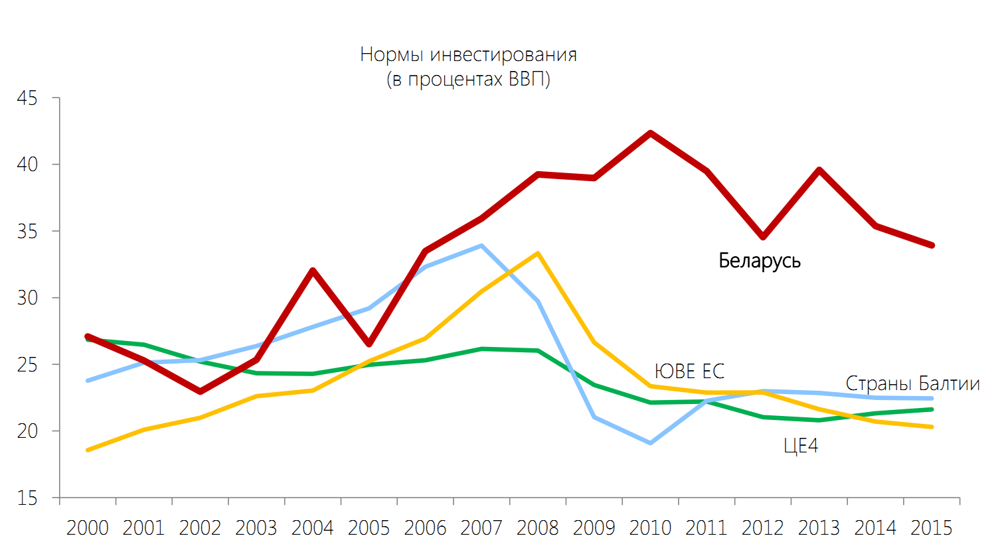 Нормы инвестирования
(в процентах ВВП)
45
40
35
30
25
20
15
Беларусь
ЮВЕ ЕС
Страны Балтии
ЦЕ4
2000 2001 2002 2003 2004 2005 2006 2007 2008 2009 2010 2011 2012 2013 2014 2015